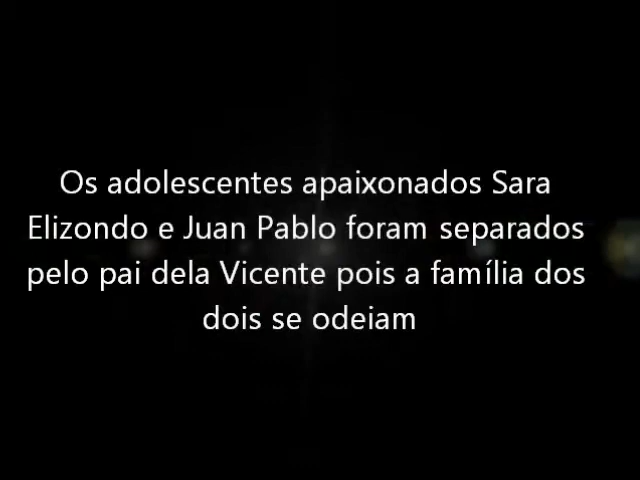 Os adolescentes apaixonados Sara
Elizondo e Juan Pablo foram separados
pelo pai dela Vicente pois a família dos
dois se odeiam